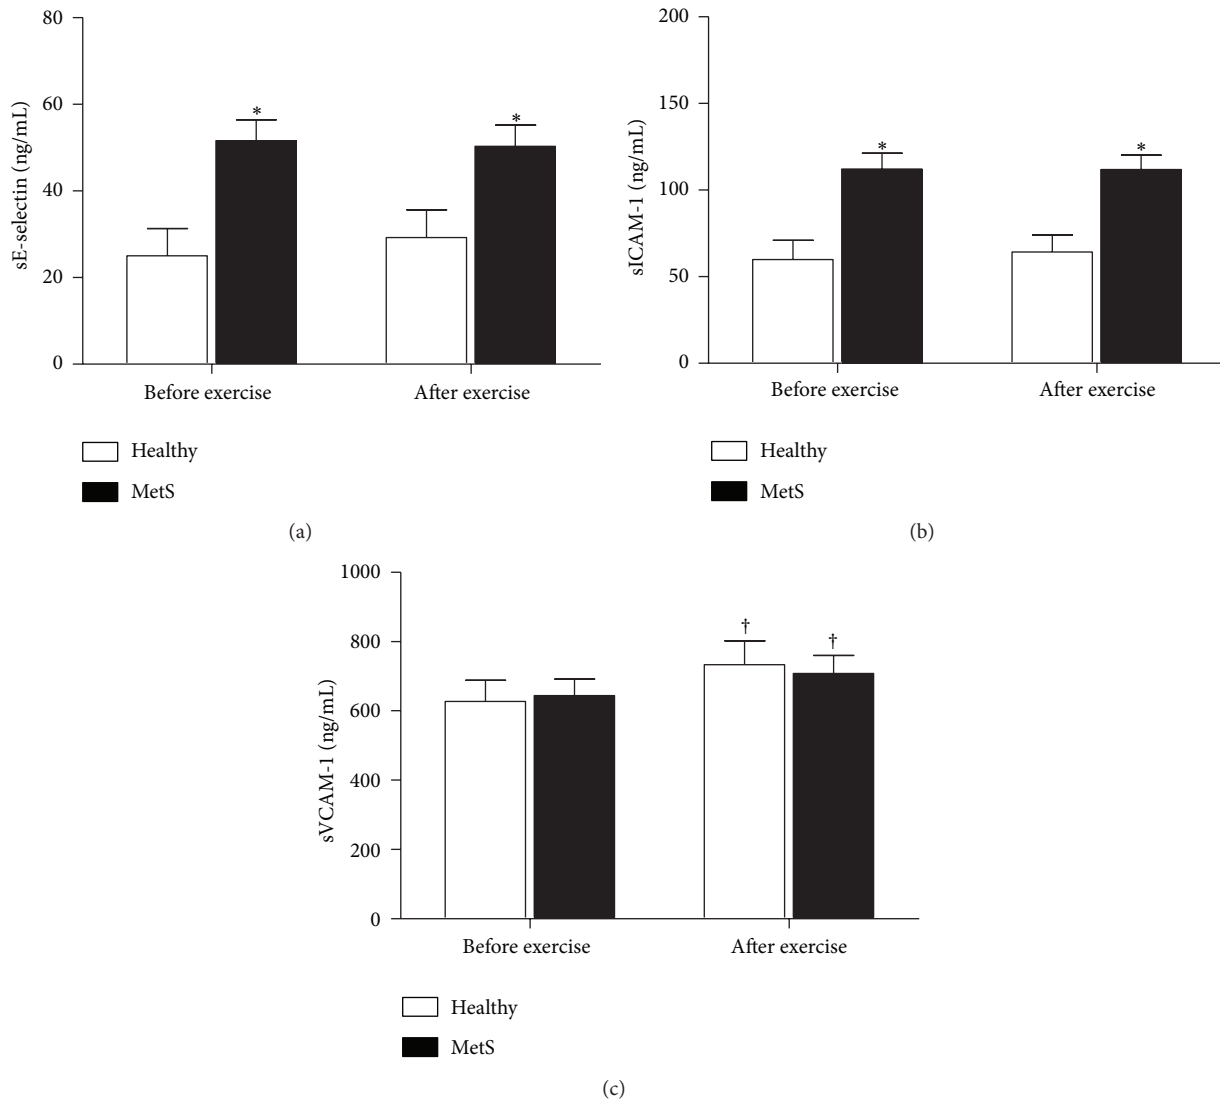 80
60
40
20
0
sE-selectin (ng/mL)
*
*
Before exercise
After exercise
Healthy
MetS
(a)
200
150
100
50
0
sICAM-1 (ng/mL)
*
*
Before exercise
After exercise
Healthy
MetS
(b)
1000
800
600
400
200
0
sVCAM-1 (ng/mL)
†
†
Before exercise
After exercise
Healthy
MetS
(c)